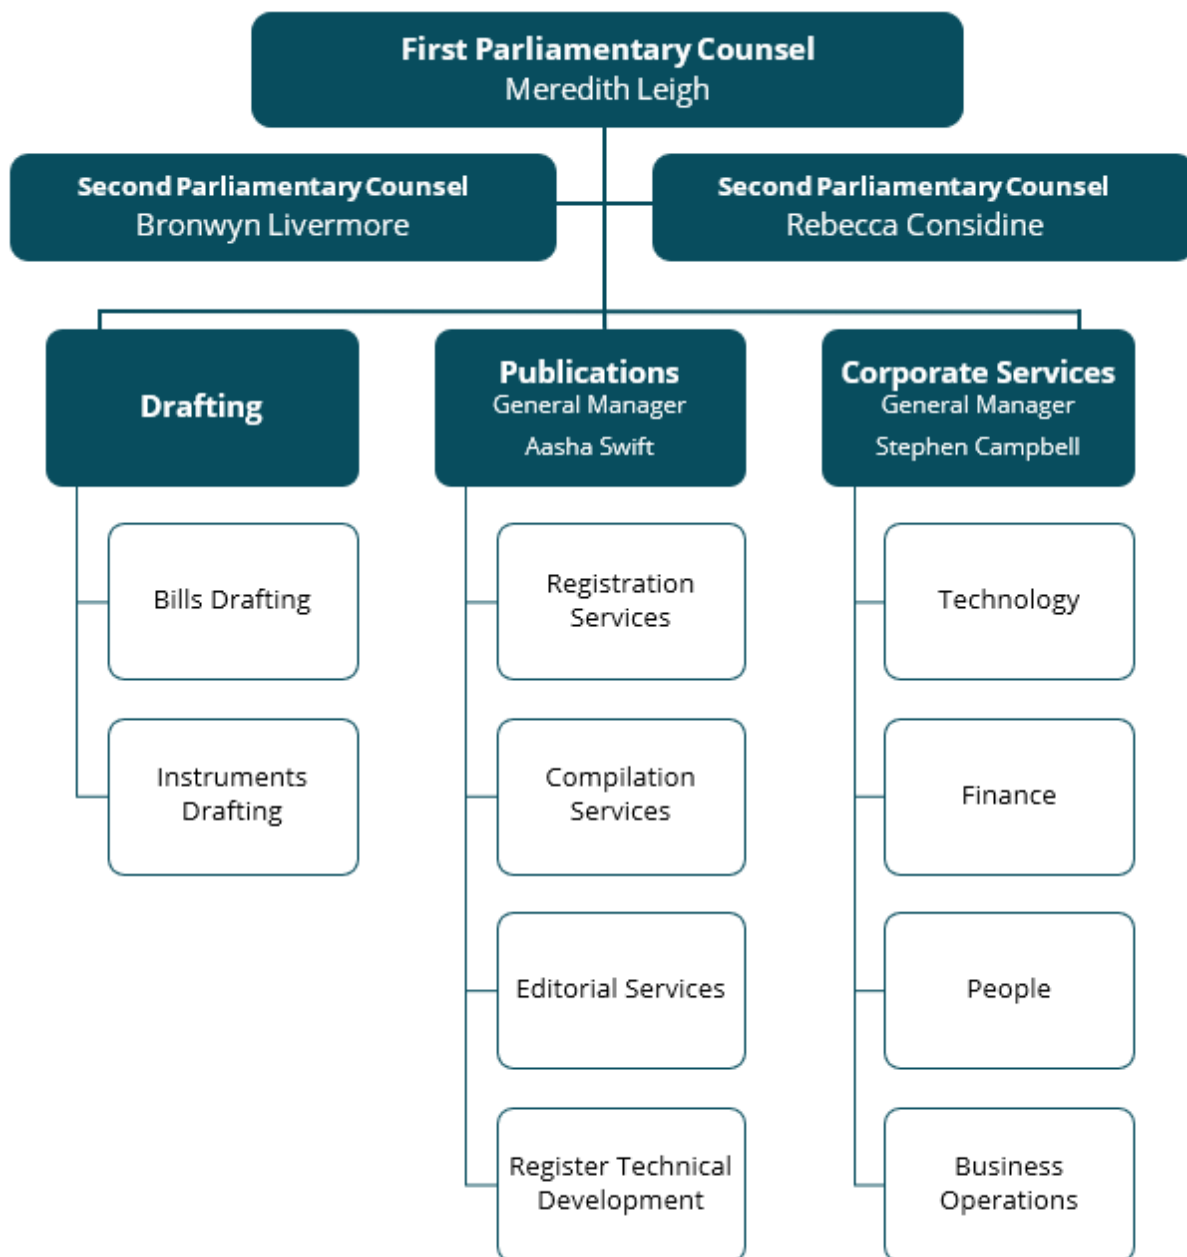 First Parliamentary Counsel
Meredith Leigh
Second Parliamentary Counsel
Bronwyn Livermore
Second Parliamentary Counsel
Rebecca Considine
Drafting
Publications
General Manager
Aasha Swift
Corporate Services
General Manager
Stephen Campbell
Bills Drafting
Instruments
Drafting
Registration
Services
Compilation
Services
Editorial Services
Register Technical
Development
Technology
Finance
People
Business
Operations